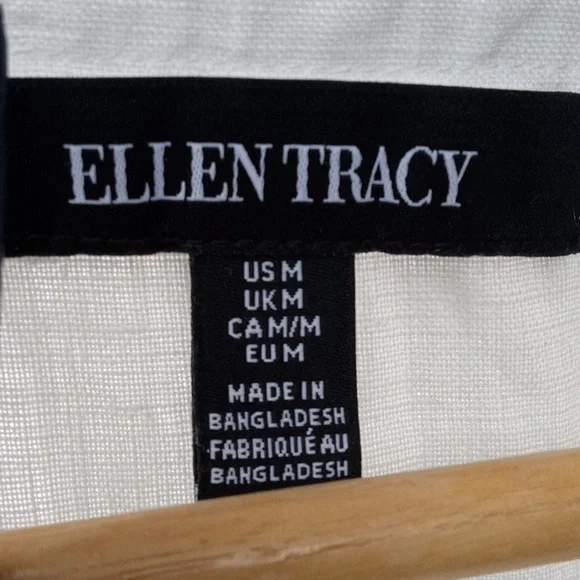 ELLEN TRACY
US M
UK M
CA M/M
EU M
MADE IN
BANGLADESH
FABRIQUÉ AU
BANGLADESH